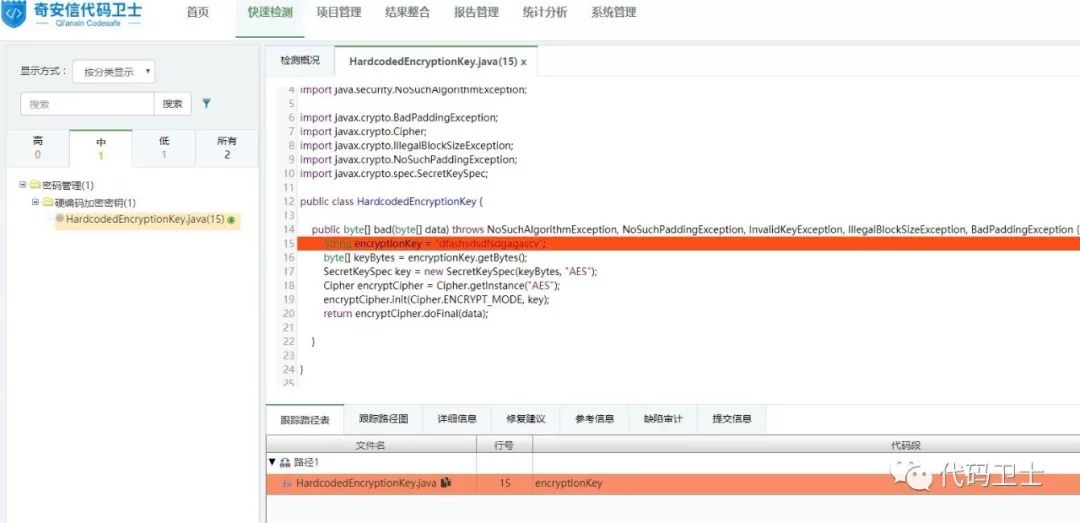 奇安信代码卫士
Qi'anxin Codesafe
首页 快速检测 项目管理 结果整合 报告管理 统计分析 系统管理
显示方式： 按分类显示
搜索 搜索
高 中 低 所有
0 1 1 2
密码管理(1)
硬编码加密密钥(1)
HardcodedEncryptionKey.java(15)
检测概况 HardcodedEncryptionKey.java(15) x
4 import java.security.NoSuchAlgorithmException;
5
6 import javax.crypto.BadPaddingException;
7 import javax.crypto.Cipher;
8 import javax.crypto.IllegalBlockSizeException;
9 import javax.crypto.NoSuchPaddingException;
10 import javax.crypto.spec.SecretKeySpec;
11
12 public class HardcodedEncryptionKey {
13
14 public byte[] bad(byte[] data) throws NoSuchAlgorithmException, NoSuchPaddingException, InvalidKeyException, IllegalBlockSizeException, BadPaddingException {
15 String encryptionKey = "dfashsdsdfsdgagascv";
16 byte[] keyBytes = encryptionKey.getBytes();
17 SecretKeySpec key = new SecretKeySpec(keyBytes, "AES");
18 Cipher encryptCipher = Cipher.getInstance("AES");
19 encryptCipher.init(Cipher.ENCRYPT_MODE, key);
20 return encryptCipher.doFinal(data);
21
22 }
23
24 }
25
跟踪路径表 跟踪路径图 详细信息 修复建议 参考信息 缺陷审计 提交信息
文件名 行号 代码段
路径1
fx HardcodedEncryptionKey.java 15 encryptionKey
代码卫士